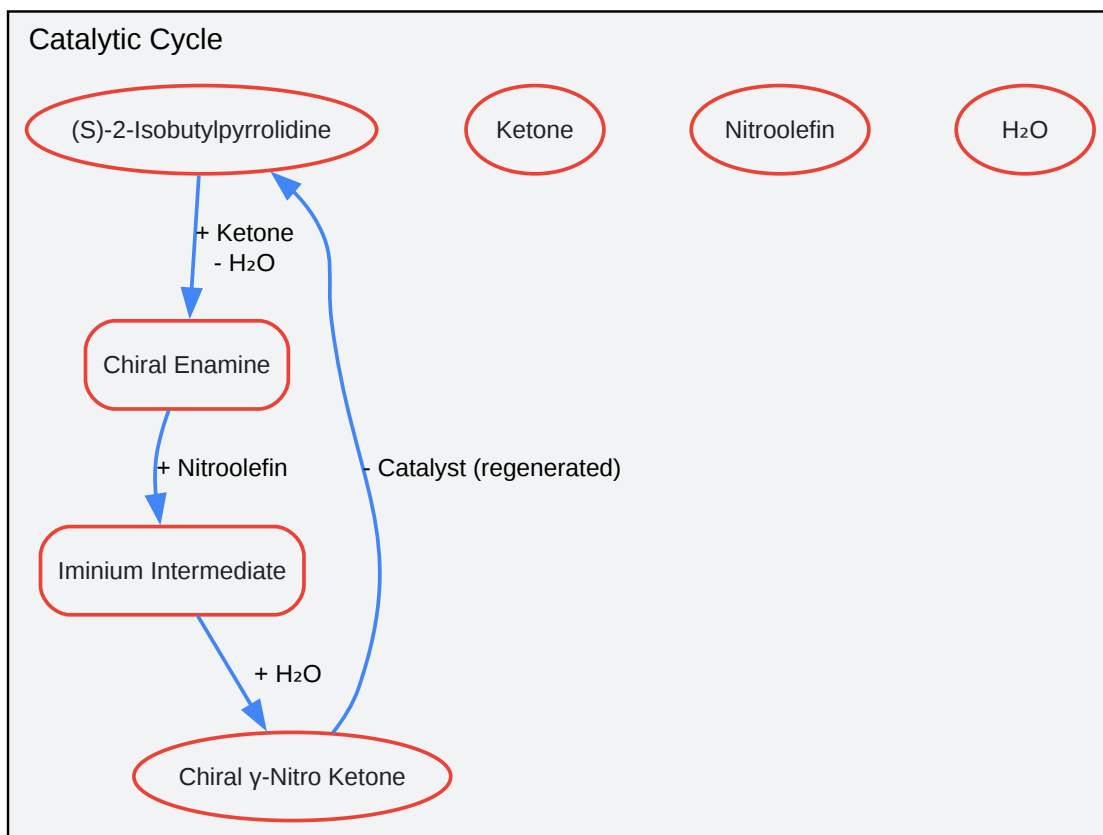 Catalytic Cycle
(S)-2-Isobutylpyrrolidine
Ketone
Nitroolefin
H₂O
+ Ketone
- H₂O
Chiral Enamine
+ Nitroolefin
- Catalyst (regenerated)
Iminium Intermediate
+ H₂O
Chiral γ-Nitro Ketone